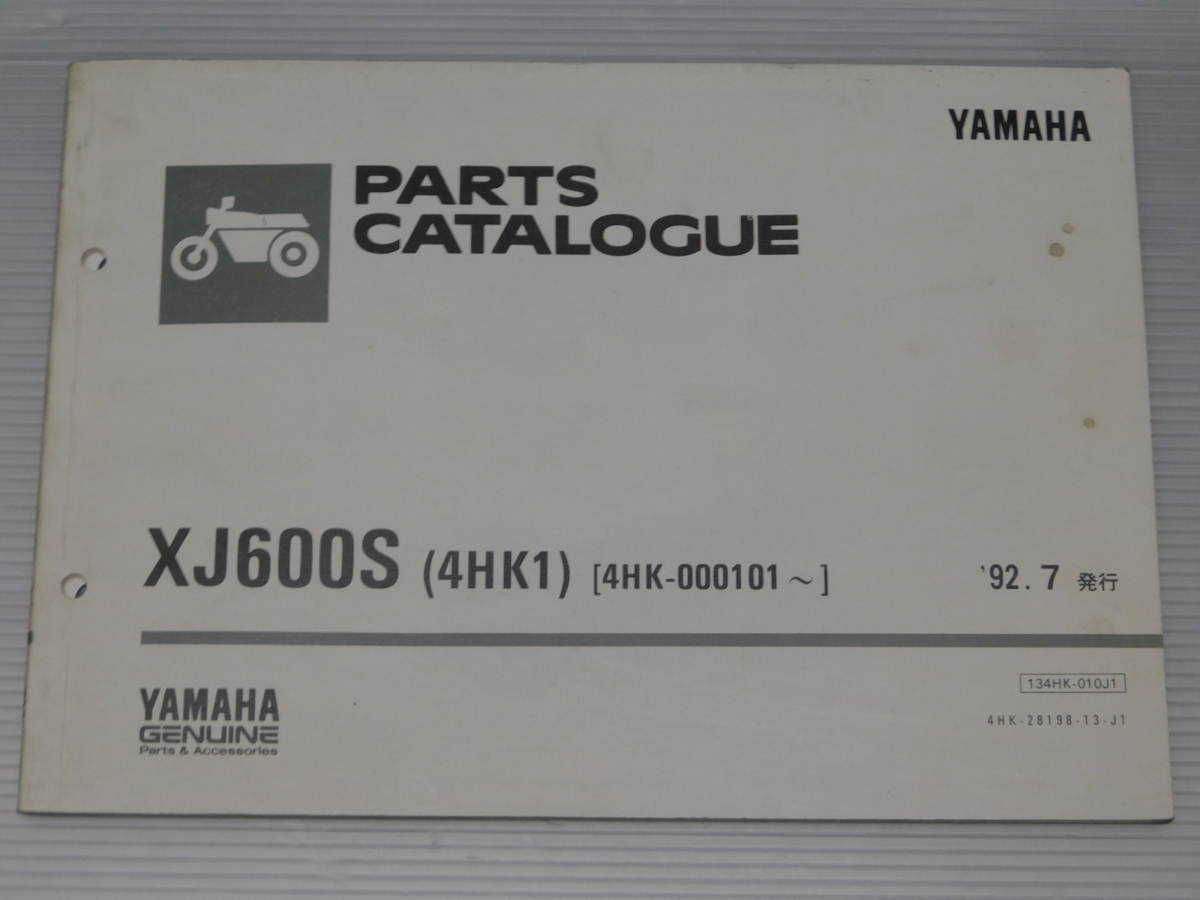 YAMAHA
PARTS
CATALOGUE
XJ600S (4HK1) [4HK-000101～] '92.7 発行
134HK-010J1
4HK-28198-13-J1
YAMAHA
GENUINE
Parts & Accessories